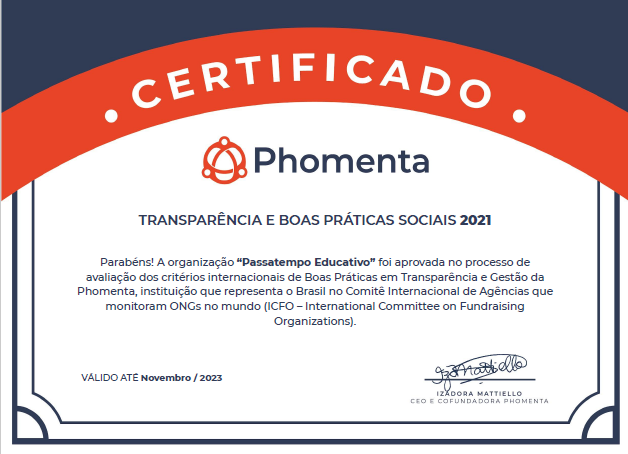 CERTIFICADO
Phomenta
TRANSPARÊNCIA E BOAS PRÁTICAS SOCIAIS 2021
Parabéns! A organização “Passatempo Educativo” foi aprovada no processo de
avaliação dos critérios internacionais de Boas Práticas em Transparência e Gestão da
Phomenta, instituição que representa o Brasil no Comitê Internacional de Agências que
monitoram ONGs no mundo (ICFO – International Committee on Fundraising
Organizations).
VÁLIDO ATÉ Novembro / 2023
IzaMattiello
IZADORA MATTIELLO
CEO E COFUNDADORA PHOMENTA